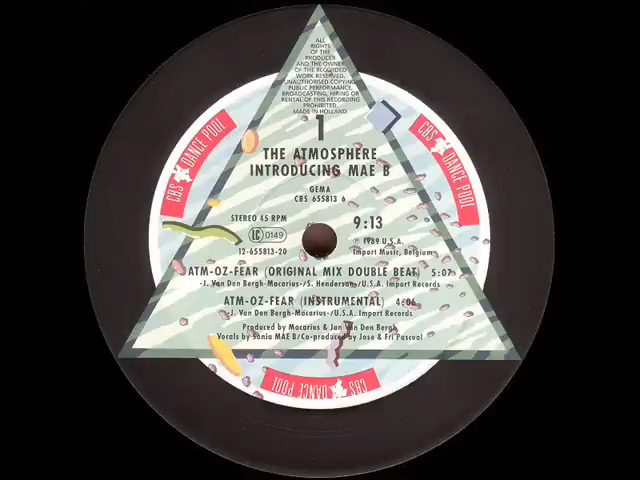 ALL
RIGHTS
OF THE
PRODUCER
AND THE OWNER
OF THE RECORDED
WORK RESERVED.
UNAUTHORISED COPYING
PUBLIC PERFORMANCE,
BROADCASTING, HIRING OR
RENTAL OF THIS RECORDING
PROHIBITED.
MADE IN HOLLAND.
1
CBS DANCE POOL
CBS DANCE POOL
THE ATMOSPHERE
INTRODUCING MAE B
GEMA
CBS 655813 6
STEREO 45 RPM
LC 0149
12-655813-20
9:13
℗ 1989 U.S.A.
Import Music, Belgium
ATM-OZ-FEAR (ORIGINAL MIX DOUBLE BEAT) 5:07
-J. Van Den Bergh-Macarius-/S. Henderson-/U.S.A. Import Records
ATM-OZ-FEAR (INSTRUMENTAL) 4:06
-J. Van Den Bergh-Macarius-/U.S.A. Import Records
Produced by Macarius & Jan Van Den Bergh
Vocals by Sonia MAE B/Co-produced by Jose & Fri Pascual
CBS DANCE POOL